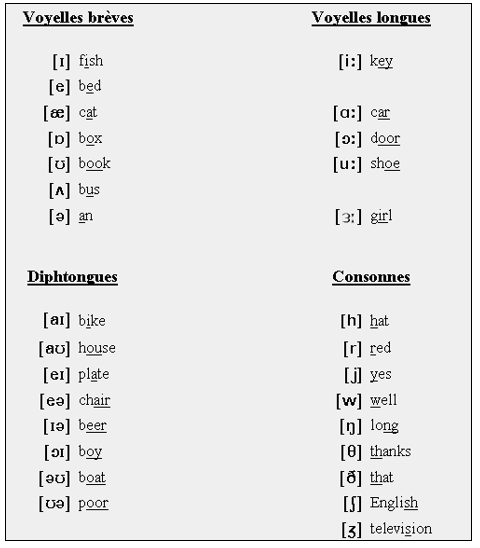 Voyelles brèves Voyelles longues
[ɪ] fish [iː] key
[e] bed
[æ] cat [ɑː] car
[ɒ] box [ɔː] door
[ʊ] book [uː] shoe
[ʌ] bus
[ə] an [ɜː] girl
Diphtongues Consonnes
[aɪ] bike [h] hat
[aʊ] house [r] red
[eɪ] plate [j] yes
[eə] chair [w] well
[ɪə] beer [ŋ] long
[ɔɪ] boy [θ] thanks
[əʊ] boat [ð] that
[ʊə] poor [ʃ] English
[ʒ] television